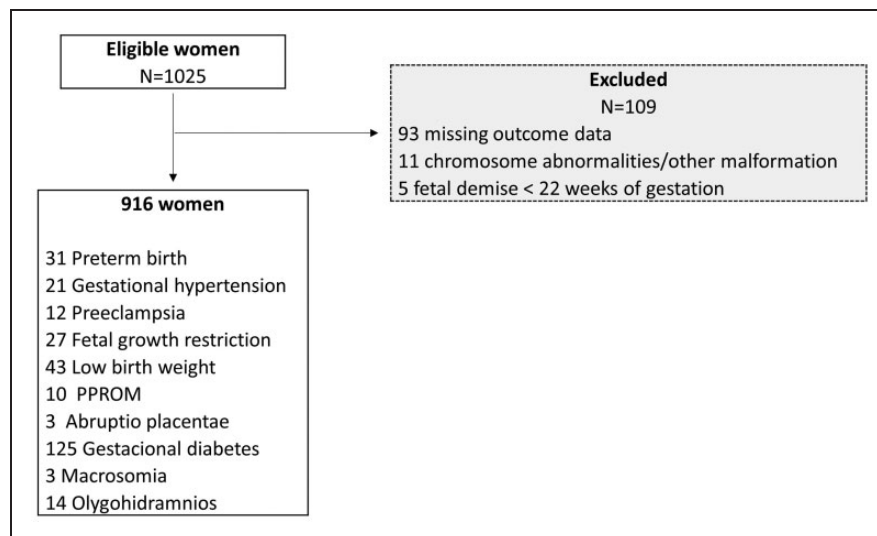 Eligible women
N=1025
Excluded
N=109
93 missing outcome data
11 chromosome abnormalities/other malformation
5 fetal demise < 22 weeks of gestation
916 women
31 Preterm birth
21 Gestational hypertension
12 Preeclampsia
27 Fetal growth restriction
43 Low birth weight
10 PPROM
3 Abruptio placentae
125 Gestacional diabetes
3 Macrosomia
14 Olygohidramnios